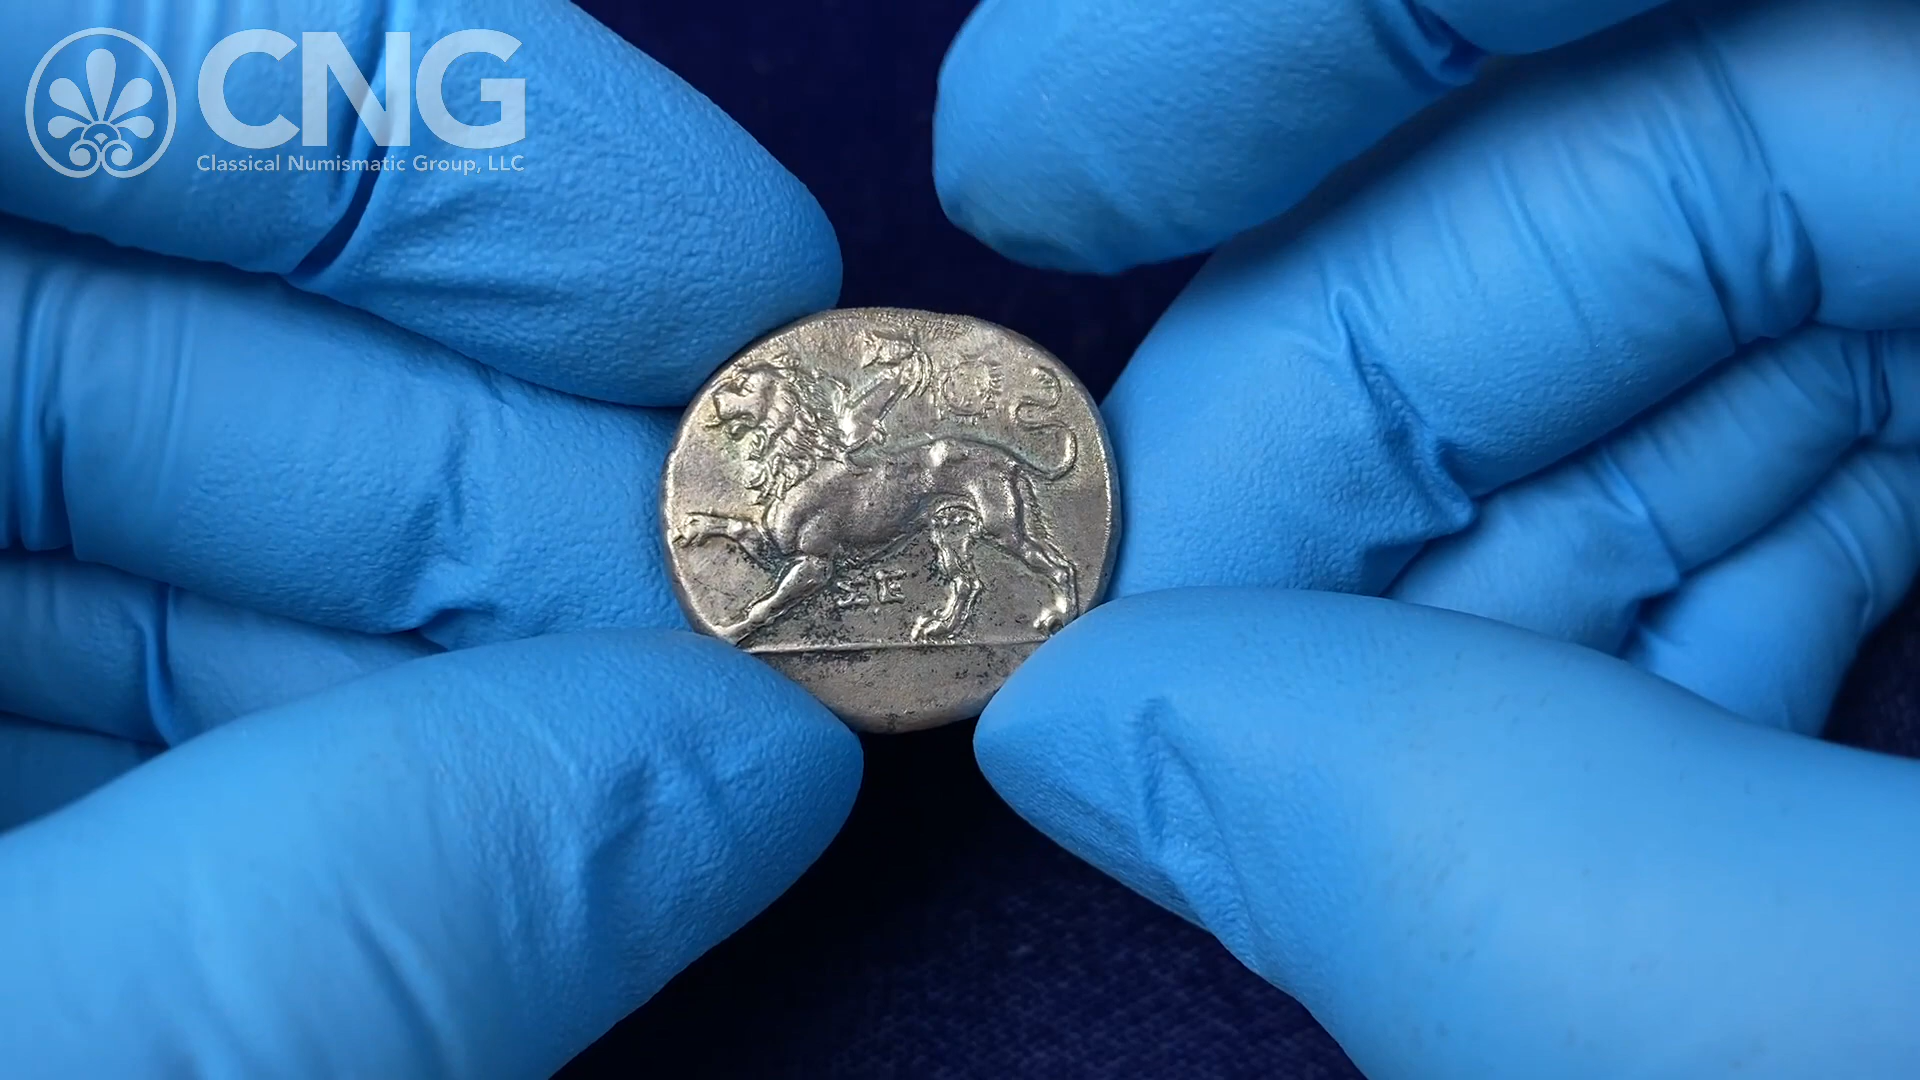 CNG
Classical Numismatic Group, LLC
ΣΕ